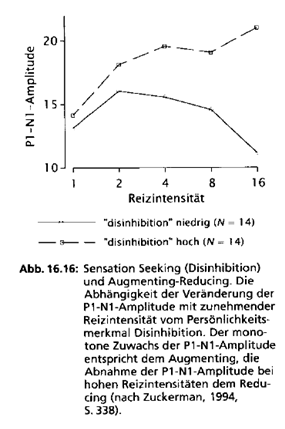 20
15
10
P1-N1-Amplitude
1 2 4 8 16
Reizintensität
"disinhibition" niedrig (N = 14)
"disinhibition" hoch (N = 14)
Abb. 16.16: Sensation Seeking (Disinhibition)
und Augmenting-Reducing. Die
Abhängigkeit der Veränderung der
P1-N1-Amplitude mit zunehmender
Reizintensität vom Persönlichkeits-
merkmal Disinhibition. Der mono-
tone Zuwachs der P1-N1-Amplitude
entspricht dem Augmenting, die
Abnahme der P1-N1-Amplitude bei
hohen Reizintensitäten dem Redu-
cing (nach Zuckerman, 1994,
S. 338).